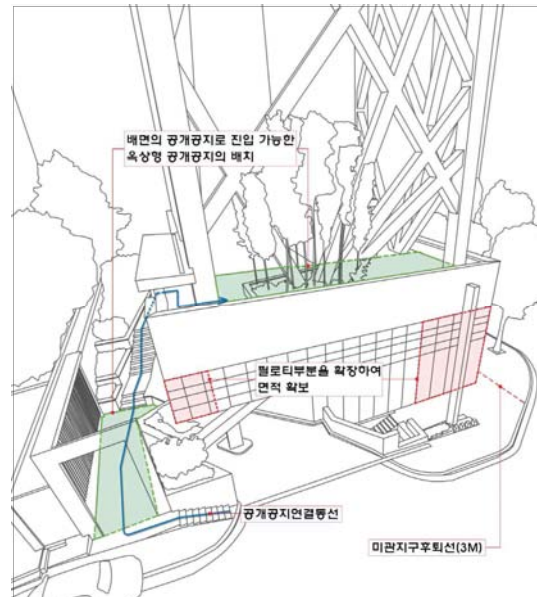 배면의 공개공지로 진입 가능한
옥상형 공개공지의 배치
필로티부분을 확장하여
면적 확보
공개공지연결동선
미관지구후퇴선(3M)